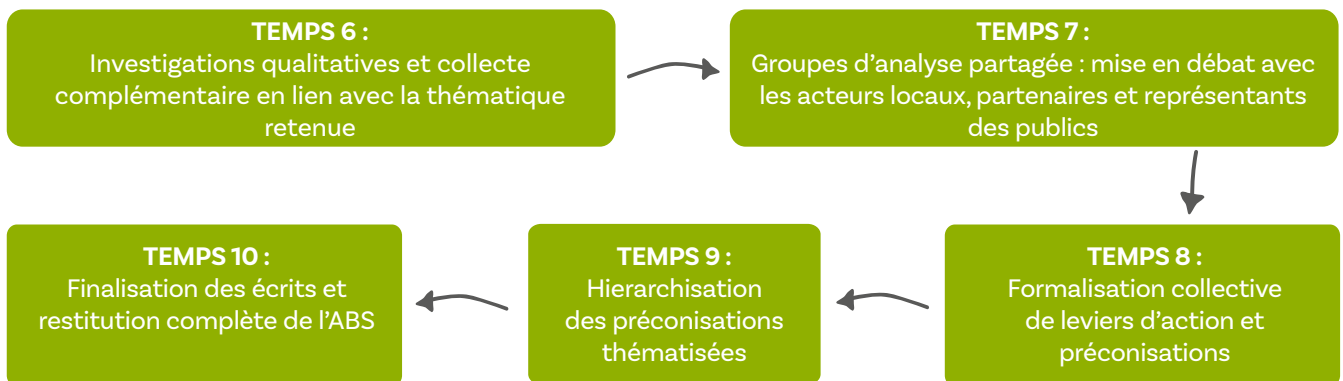 TEMPS 6 :
Investigations qualitatives et collecte
complémentaire en lien avec la thématique
retenue
TEMPS 7 :
Groupes d’analyse partagée : mise en débat avec
les acteurs locaux, partenaires et représentants
des publics
TEMPS 8 :
Formalisation collective
de leviers d’action et
préconisations
TEMPS 9 :
Hierarchisation
des préconisations
thématisées
TEMPS 10 :
Finalisation des écrits et
restitution complète de l’ABS